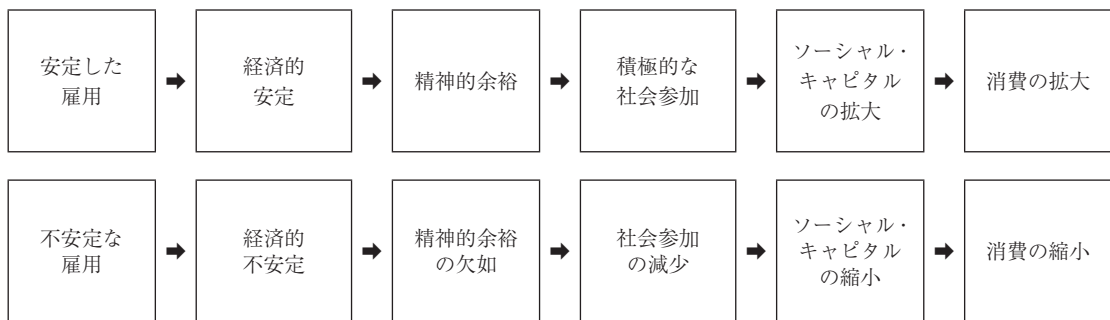 安定した
雇用
経済的
安定
精神的余裕
積極的な
社会参加
ソーシャル・
キャピタル
の拡大
消費の拡大
不安定な
雇用
経済的
不安定
精神的余裕
の欠如
社会参加
の減少
ソーシャル・
キャピタル
の縮小
消費の縮小